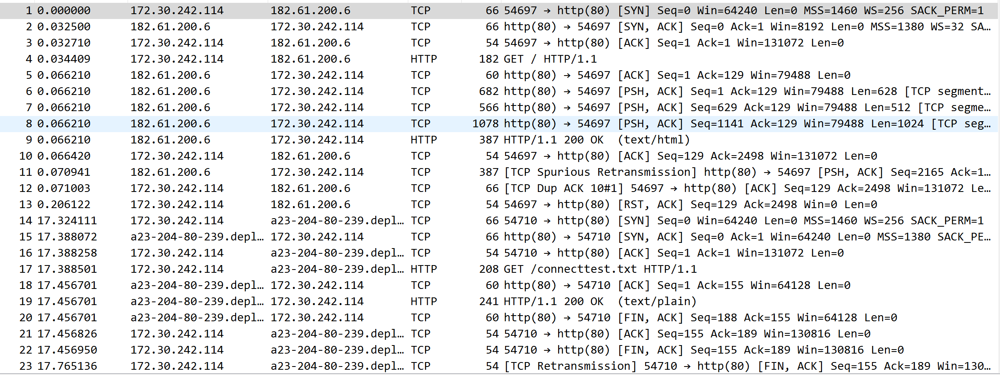 1 0.000000 172.30.242.114 182.61.200.6 TCP 66 54697 → http(80) [SYN] Seq=0 Win=64240 Len=0 MSS=1460 WS=256 SACK_PERM=1
2 0.032500 182.61.200.6 172.30.242.114 TCP 66 http(80) → 54697 [SYN, ACK] Seq=0 Ack=1 Win=8192 Len=0 MSS=1380 WS=32 SA…
3 0.032710 172.30.242.114 182.61.200.6 TCP 54 54697 → http(80) [ACK] Seq=1 Ack=1 Win=131072 Len=0
4 0.034409 172.30.242.114 182.61.200.6 HTTP 182 GET / HTTP/1.1
5 0.066210 182.61.200.6 172.30.242.114 TCP 60 http(80) → 54697 [ACK] Seq=1 Ack=129 Win=79488 Len=0
6 0.066210 182.61.200.6 172.30.242.114 TCP 682 http(80) → 54697 [PSH, ACK] Seq=1 Ack=129 Win=79488 Len=628 [TCP segment…
7 0.066210 182.61.200.6 172.30.242.114 TCP 566 http(80) → 54697 [PSH, ACK] Seq=629 Ack=129 Win=79488 Len=512 [TCP segme…
8 0.066210 182.61.200.6 172.30.242.114 TCP 1078 http(80) → 54697 [PSH, ACK] Seq=1141 Ack=129 Win=79488 Len=1024 [TCP seg…
9 0.066210 182.61.200.6 172.30.242.114 HTTP 387 HTTP/1.1 200 OK (text/html)
10 0.066420 172.30.242.114 182.61.200.6 TCP 54 54697 → http(80) [ACK] Seq=129 Ack=2498 Win=131072 Len=0
11 0.070941 182.61.200.6 172.30.242.114 TCP 387 [TCP Spurious Retransmission] http(80) → 54697 [PSH, ACK] Seq=2165 Ack=1…
12 0.071003 172.30.242.114 182.61.200.6 TCP 66 [TCP Dup ACK 10#1] 54697 → http(80) [ACK] Seq=129 Ack=2498 Win=131072 Le…
13 0.206122 172.30.242.114 182.61.200.6 TCP 54 54697 → http(80) [RST, ACK] Seq=129 Ack=2498 Win=0 Len=0
14 17.324111 172.30.242.114 a23-204-80-239.depl… TCP 66 54710 → http(80) [SYN] Seq=0 Win=64240 Len=0 MSS=1460 WS=256 SACK_PERM=1
15 17.388072 a23-204-80-239.depl… 172.30.242.114 TCP 66 http(80) → 54710 [SYN, ACK] Seq=0 Ack=1 Win=64240 Len=0 MSS=1380 SACK_PE…
16 17.388258 172.30.242.114 a23-204-80-239.depl… TCP 54 54710 → http(80) [ACK] Seq=1 Ack=1 Win=131072 Len=0
17 17.388501 172.30.242.114 a23-204-80-239.depl… HTTP 208 GET /connecttest.txt HTTP/1.1
18 17.456701 a23-204-80-239.depl… 172.30.242.114 TCP 60 http(80) → 54710 [ACK] Seq=1 Ack=155 Win=64128 Len=0
19 17.456701 a23-204-80-239.depl… 172.30.242.114 HTTP 241 HTTP/1.1 200 OK (text/plain)
20 17.456701 a23-204-80-239.depl… 172.30.242.114 TCP 60 http(80) → 54710 [FIN, ACK] Seq=188 Ack=155 Win=64128 Len=0
21 17.456826 172.30.242.114 a23-204-80-239.depl… TCP 54 54710 → http(80) [ACK] Seq=155 Ack=189 Win=130816 Len=0
22 17.456950 172.30.242.114 a23-204-80-239.depl… TCP 54 54710 → http(80) [FIN, ACK] Seq=155 Ack=189 Win=130816 Len=0
23 17.765136 172.30.242.114 a23-204-80-239.depl… TCP 54 [TCP Retransmission] 54710 → http(80) [FIN, ACK] Seq=155 Ack=189 Win=130…